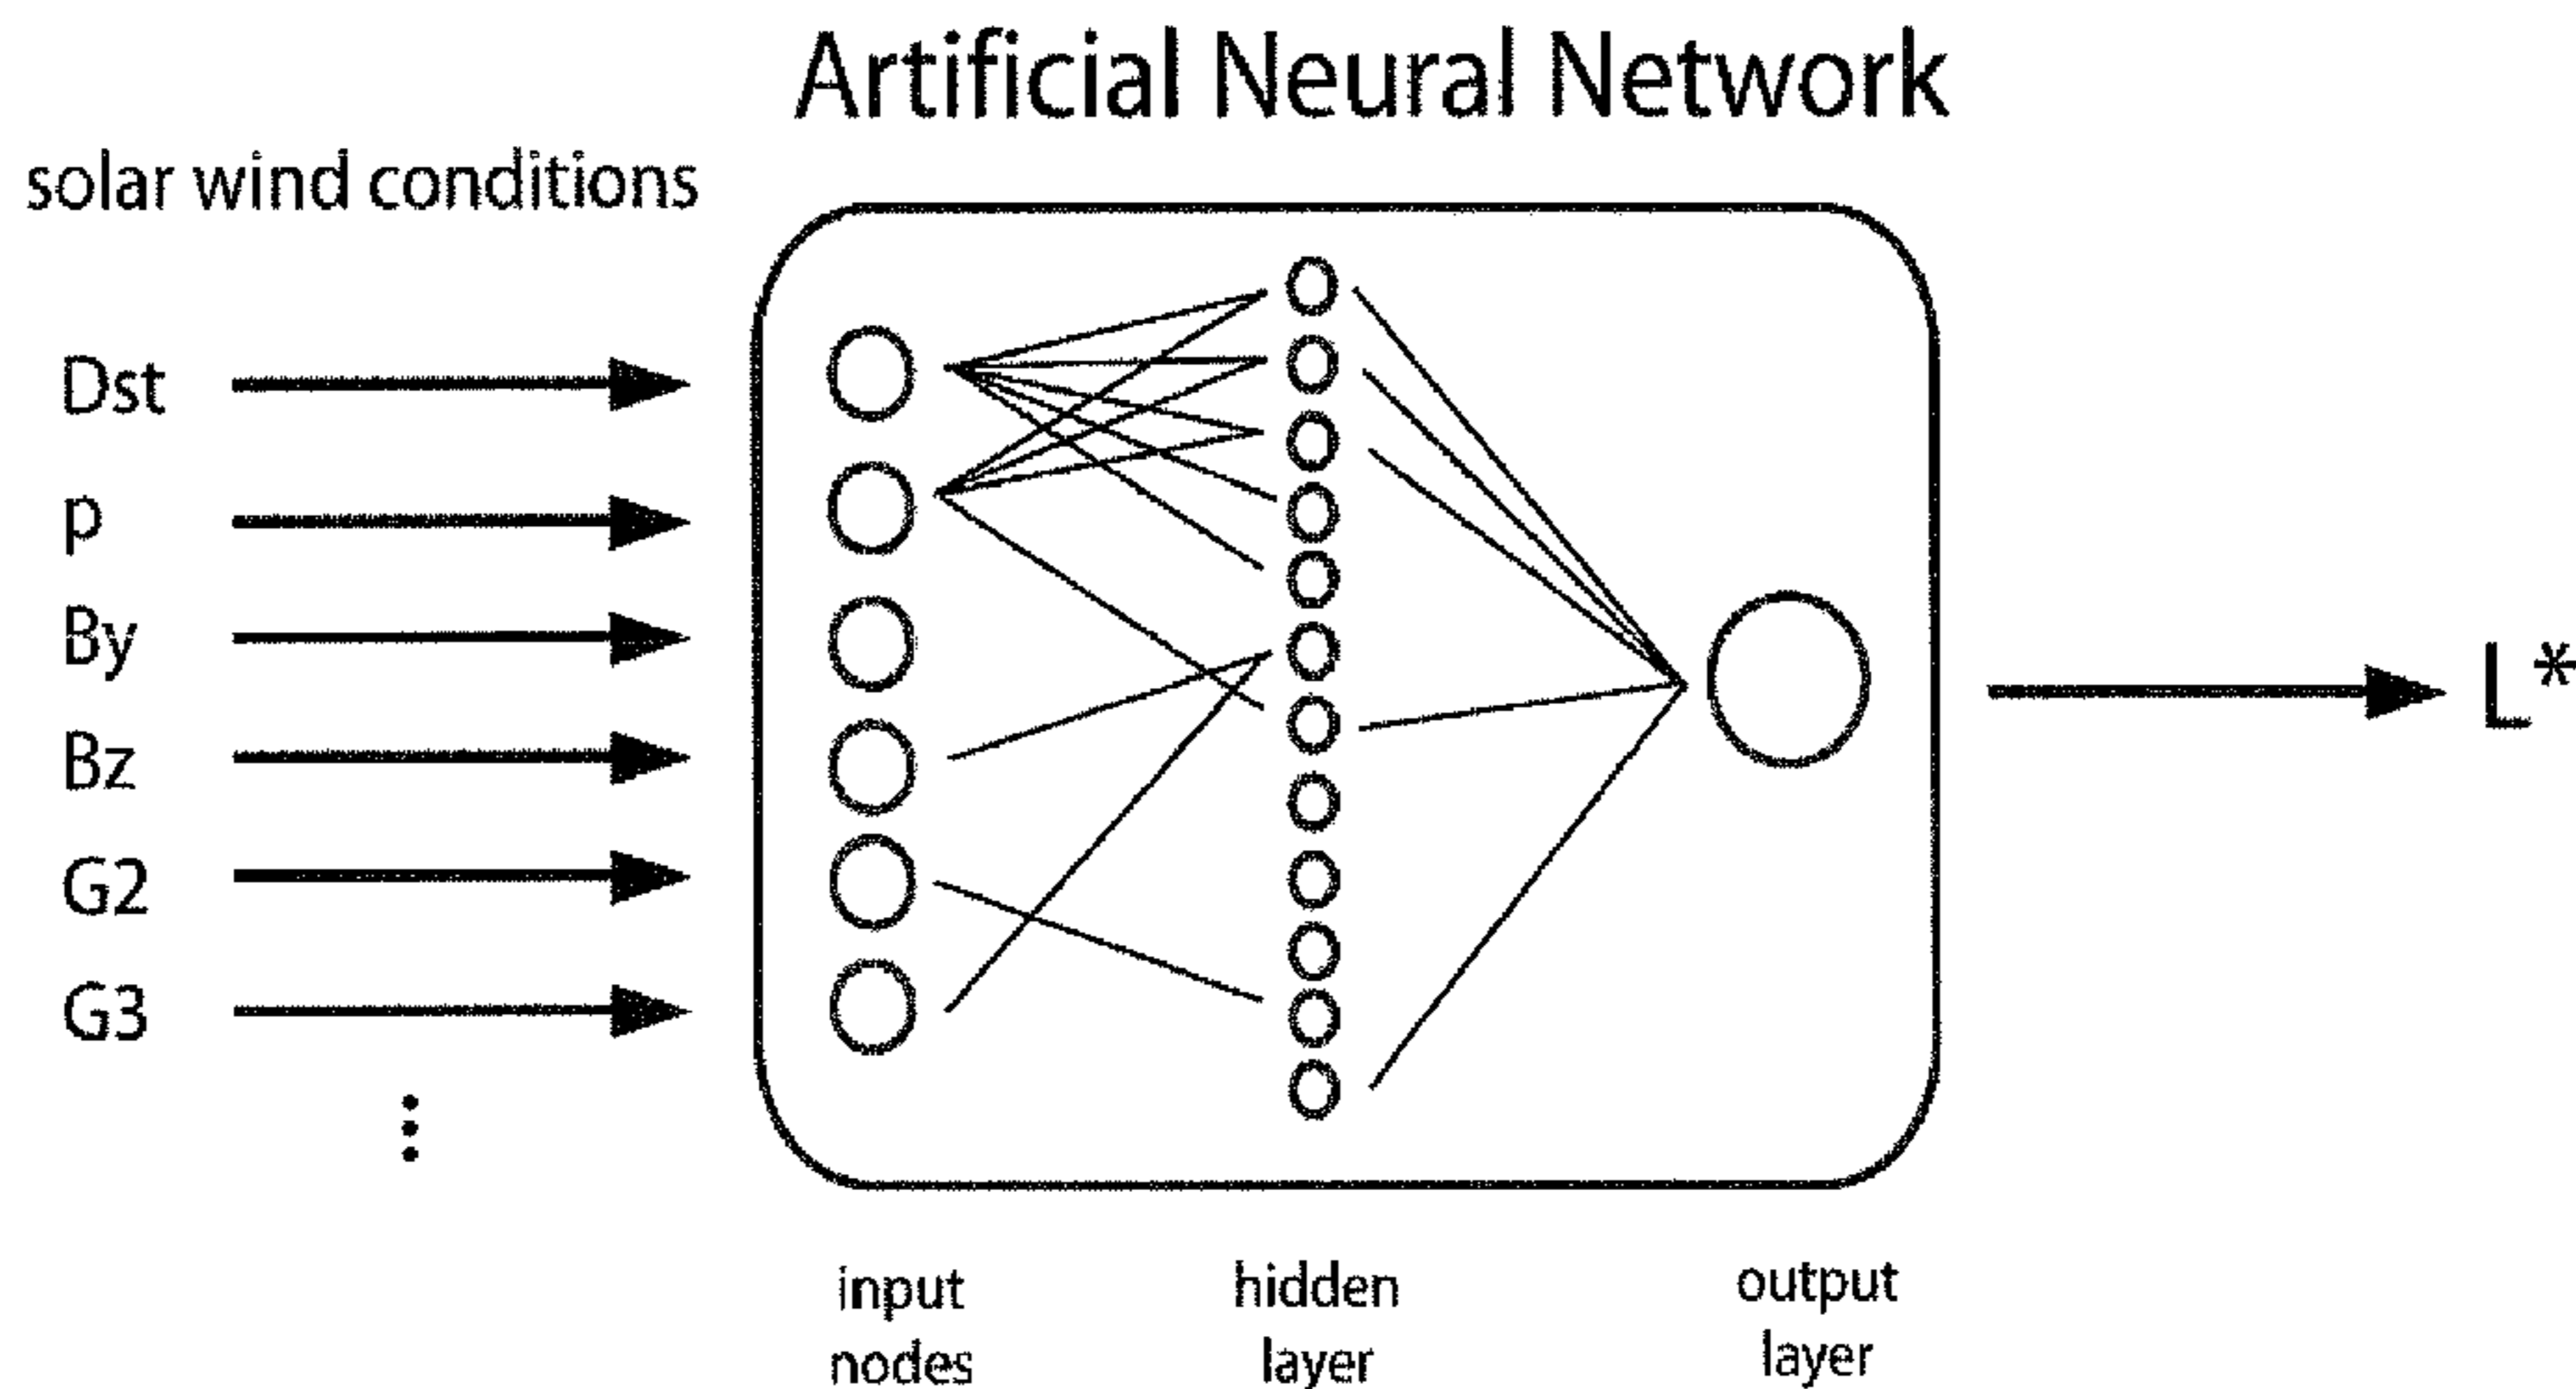 Artificial Neural Network
solar wind conditions
Dst
p
By
Bz
G2
G3
L*
input
nodes
hidden
layer
output
layer